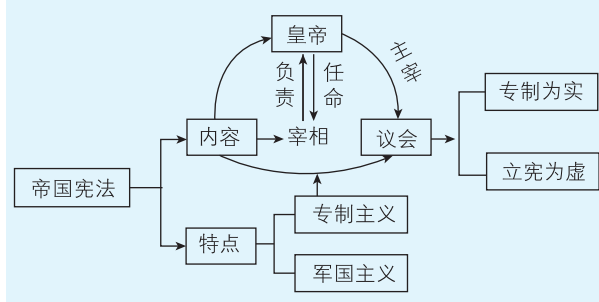 皇帝
主宰
负责
任命
专制为实
内容
宰相
议会
立宪为虚
帝国宪法
专制主义
特点
军国主义